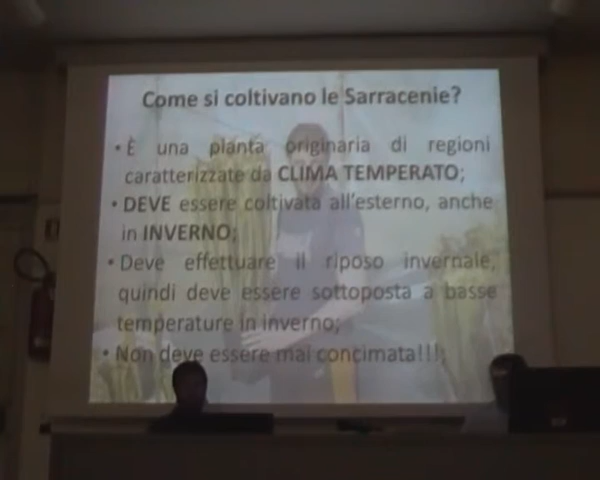 Come si coltivano le Sarracenie?
• È una pianta originaria di regioni
caratterizzate da CLIMA TEMPERATO;
• DEVE essere coltivata all'esterno, anche
in INVERNO;
• Deve effettuare il riposo invernale,
quindi deve essere sottoposta a basse
temperature in inverno;
• Non deve essere mai concimata!!!;